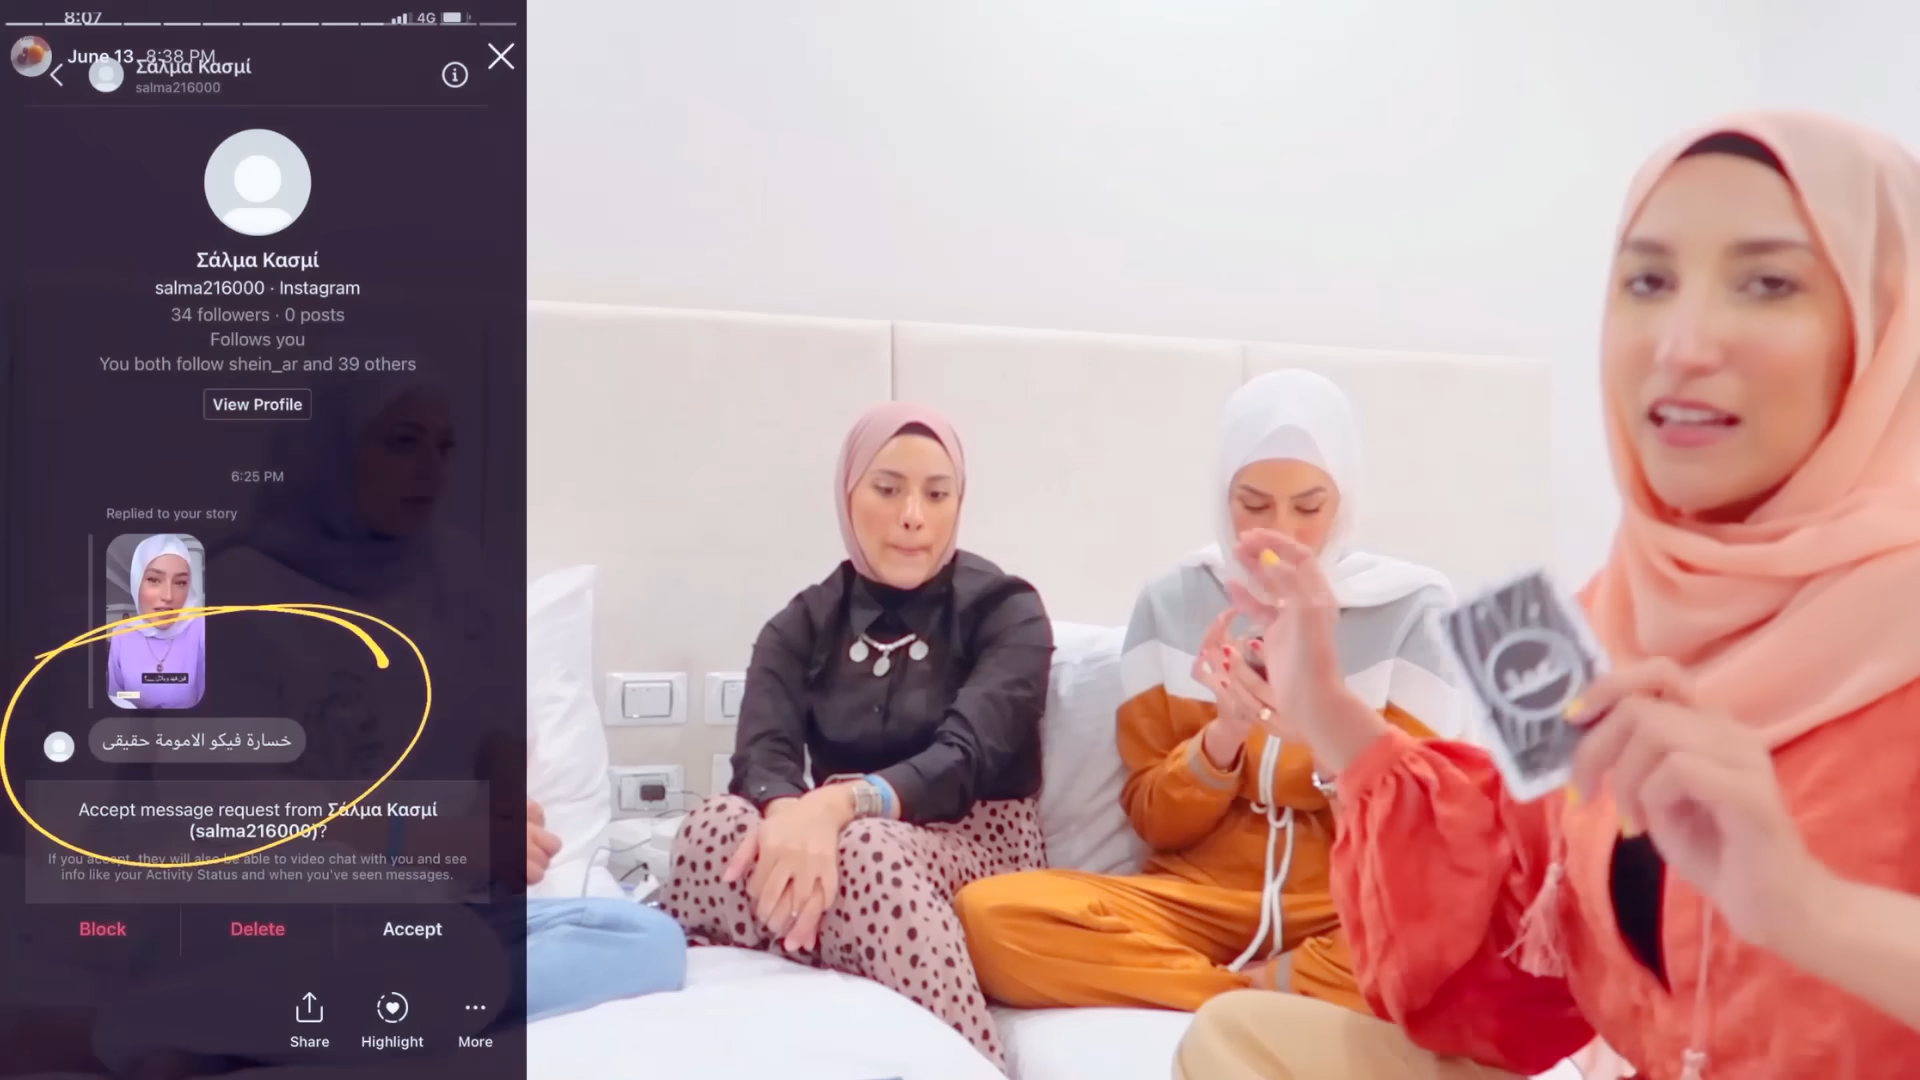 8:07
4G
June 13 8:38 PM
Σάλμα Κασμί
salma216000
Σάλμα Κασμί
salma216000 · Instagram
34 followers · 0 posts
Follows you
You both follow shein_ar and 39 others
View Profile
6:25 PM
Replied to your story
خسارة فيكو الامومة حقيقى
Accept message request from Σάλμα Κασμί
(salma216000)?
If you accept, they will also be able to video chat with you and see
info like your Activity Status and when you've seen messages.
Block
Delete
Accept
Share
Highlight
More